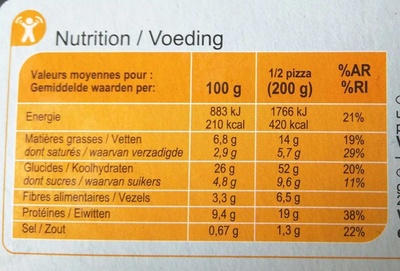 Nutrition / Voeding
Valeurs moyennes pour :
Gemiddelde waarden per:
100 g
1/2 pizza
(200 g)
%AR
%RI
Energie 883 kJ 1766 kJ 21%
210 kcal 420 kcal
Matières grasses / Vetten 6,8 g 14 g 19%
dont saturés / waarvan verzadigde 2,9 g 5,7 g 29%
Glucides / Koolhydraten 26 g 52 g 20%
dont sucres / waarvan suikers 4,8 g 9,6 g 11%
Fibres alimentaires / Vezels 3,3 g 6,5 g
Protéines / Eiwitten 9,4 g 19 g 38%
Sel / Zout 0,67 g 1,3 g 22%